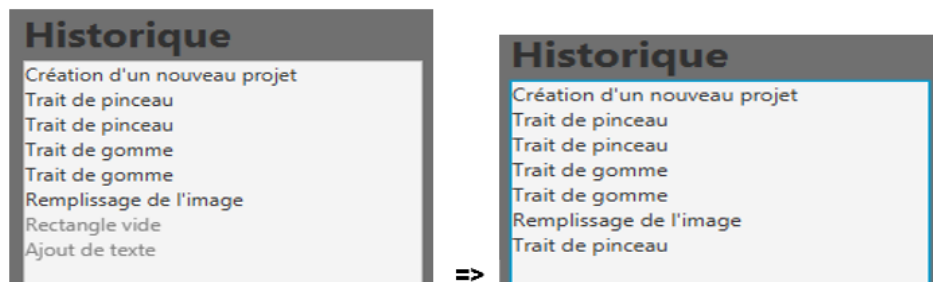 Historique
Création d'un nouveau projet
Trait de pinceau
Trait de pinceau
Trait de gomme
Trait de gomme
Remplissage de l'image
Rectangle vide
Ajout de texte
=>
Historique
Création d'un nouveau projet
Trait de pinceau
Trait de pinceau
Trait de gomme
Trait de gomme
Remplissage de l'image
Trait de pinceau